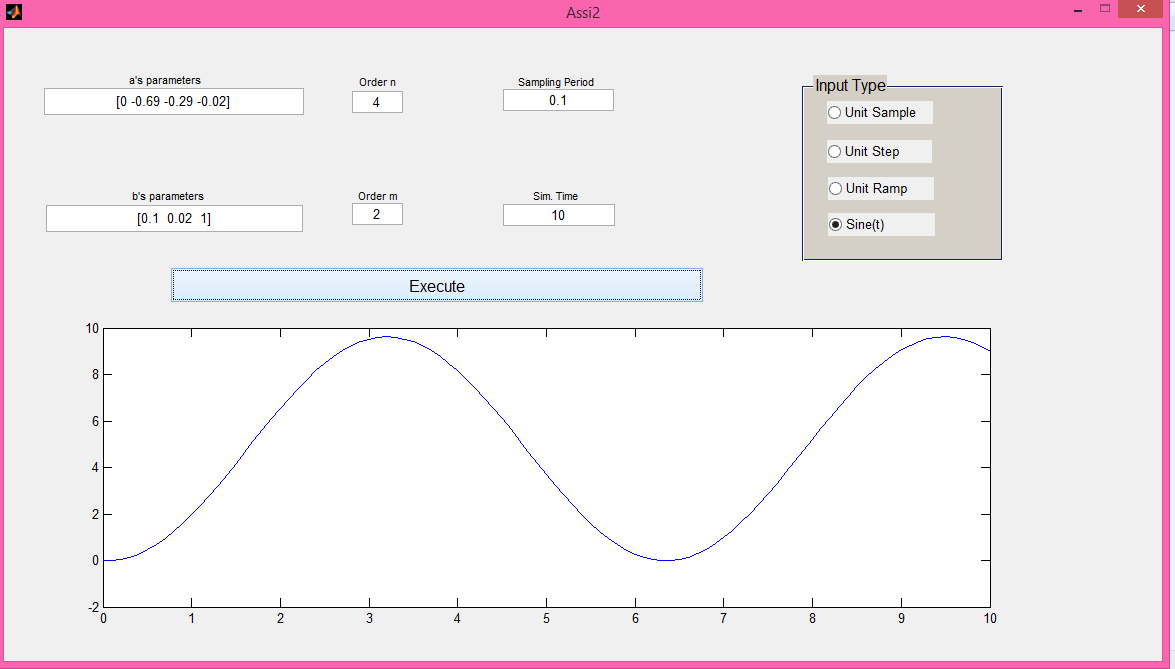 Assi2
a's parameters
Order n
Sampling Period
[0 -0.69 -0.29 -0.02]
4
0.1
b's parameters
Order m
Sim. Time
[0.1  0.02  1]
2
10
Input Type
Unit Sample
Unit Step
Unit Ramp
Sine(t)
Execute
10
8
6
4
2
0
-2
0 1 2 3 4 5 6 7 8 9 10